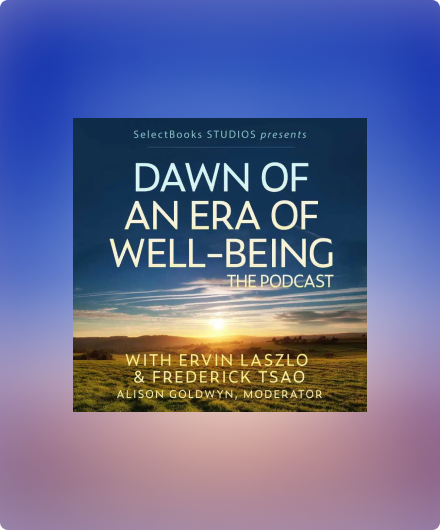 SelectBooks STUDIOS presents
DAWN OF
AN ERA OF
WELL-BEING
THE PODCAST
WITH ERVIN LASZLO
& FREDERICK TSAO
ALISON GOLDWYN, MODERATOR